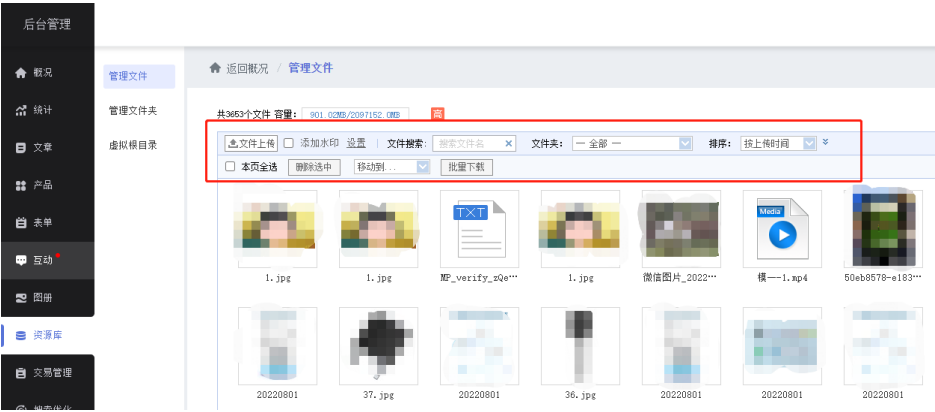 后台管理
概况
统计
文章
产品
表单
互动
图册
资源库
交易管理
搜索优化
管理文件
管理文件夹
虚拟根目录
返回概况 / 管理文件
共3653个文件 容量: 901.02MB/2097152.0MB 高
文件上传 添加水印 设置 | 文件搜索: 搜索文件名 × 文件夹: — 全部 — 排序: 按上传时间
本页全选 删除选中 移动到... 批量下载
TXT
Media
1.jpg 1.jpg MP_verify_zQe··· 1.jpg 微信图片_2022··· 模——1.mp4 50eb8578-e183···
20220801 37.jpg 20220801 36.jpg 20220801 20220801 20220801